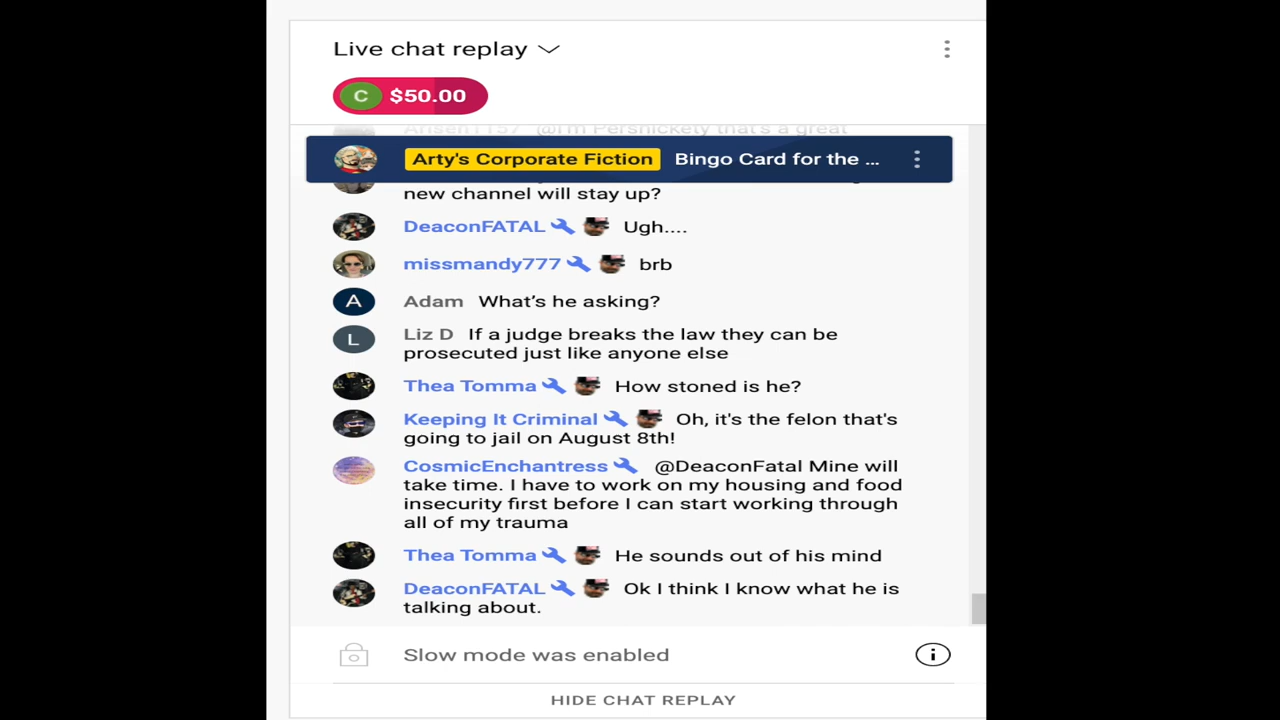 Live chat replay
C $50.00
Arisen1157 @I'm Persnickety that's a great
Arty's Corporate Fiction Bingo Card for the ...
new channel will stay up?
DeaconFATAL Ugh....
missmandy777 brb
A Adam What's he asking?
L Liz D If a judge breaks the law they can be
prosecuted just like anyone else
Thea Tomma How stoned is he?
Keeping It Criminal Oh, it's the felon that's
going to jail on August 8th!
CosmicEnchantress @DeaconFatal Mine will
take time. I have to work on my housing and food
insecurity first before I can start working through
all of my trauma
Thea Tomma He sounds out of his mind
DeaconFATAL Ok I think I know what he is
talking about.
Slow mode was enabled
HIDE CHAT REPLAY